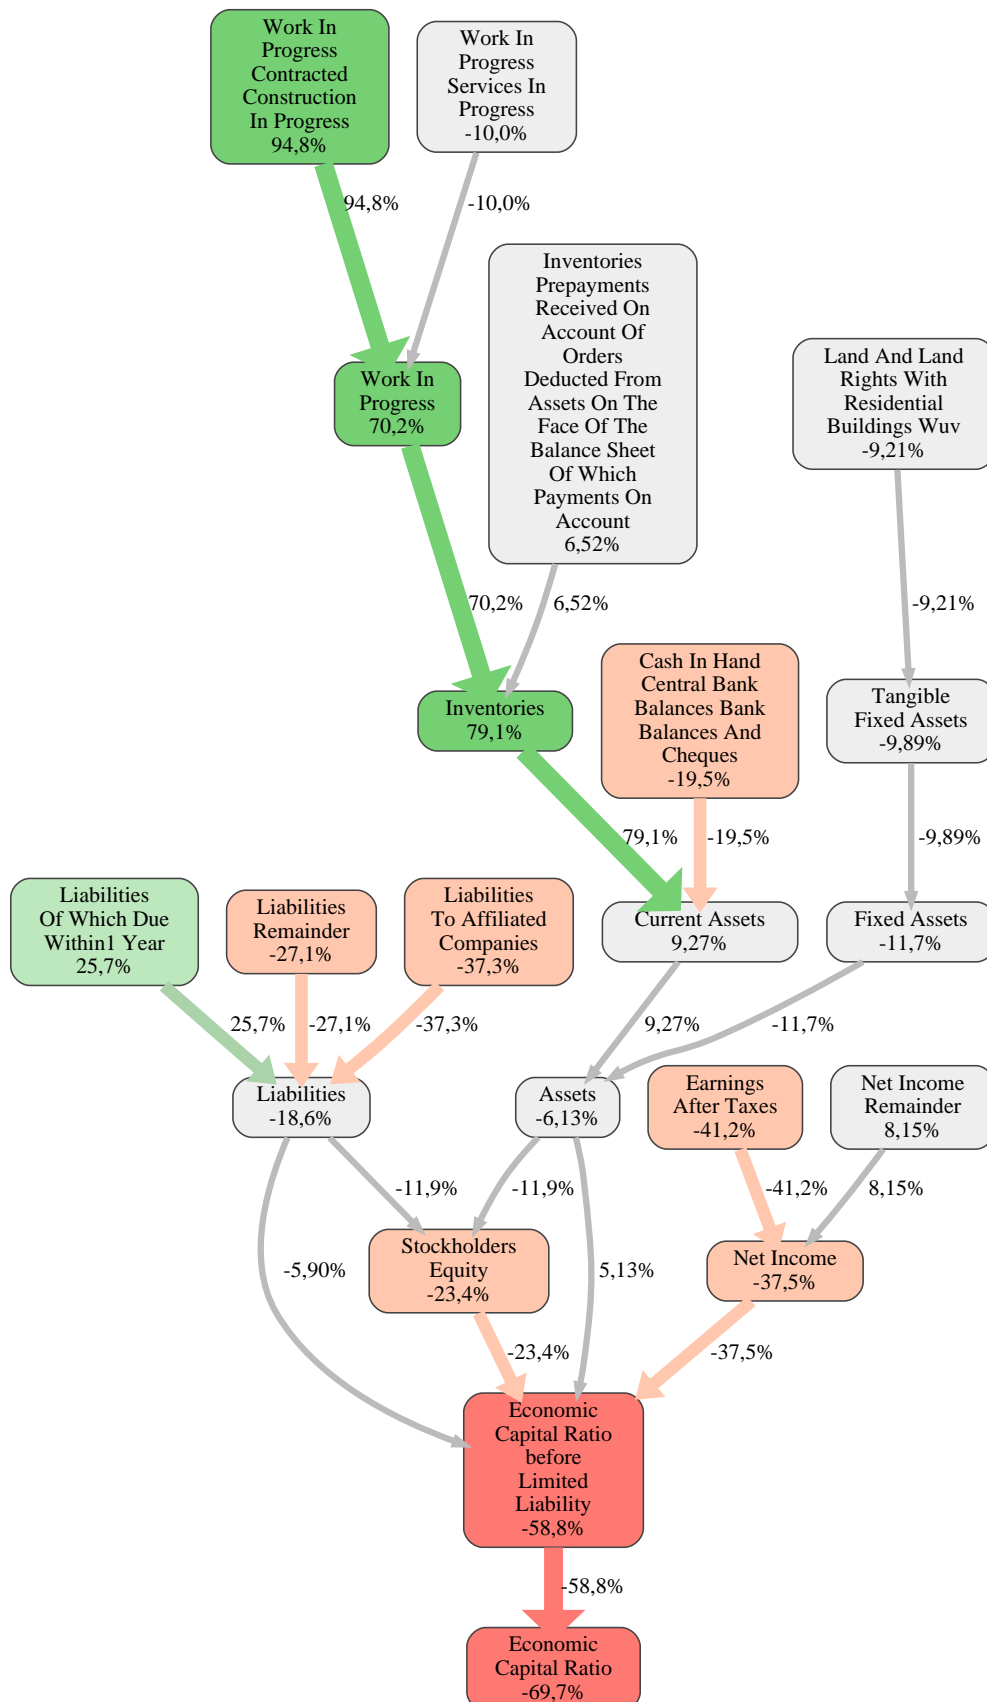 Work In
Progress
Contracted
Construction
In Progress
94,8%
Work In
Progress
Services In
Progress
-10,0%
94,8%
-10,0%
Inventories
Prepayments
Received On
Account Of
Orders
Deducted From
Assets On The
Face Of The
Balance Sheet
Of Which
Payments On
Account
6,52%
Land And Land
Rights With
Residential
Buildings Wuv
-9,21%
Work In
Progress
70,2%
70,2%
6,52%
-9,21%
Cash In Hand
Central Bank
Balances Bank
Balances And
Cheques
-19,5%
Inventories
79,1%
Tangible
Fixed Assets
-9,89%
79,1%
-19,5%
-9,89%
Liabilities
Of Which Due
Within1 Year
25,7%
Liabilities
Remainder
-27,1%
Liabilities
To Affiliated
Companies
-37,3%
Current Assets
9,27%
Fixed Assets
-11,7%
25,7%
-27,1%
-37,3%
9,27%
-11,7%
Liabilities
-18,6%
Assets
-6,13%
Earnings
After Taxes
-41,2%
Net Income
Remainder
8,15%
-11,9%
-11,9%
-41,2%
8,15%
-5,90%
Stockholders
Equity
-23,4%
5,13%
Net Income
-37,5%
-23,4%
-37,5%
Economic
Capital Ratio
before
Limited
Liability
-58,8%
-58,8%
Economic
Capital Ratio
-69,7%